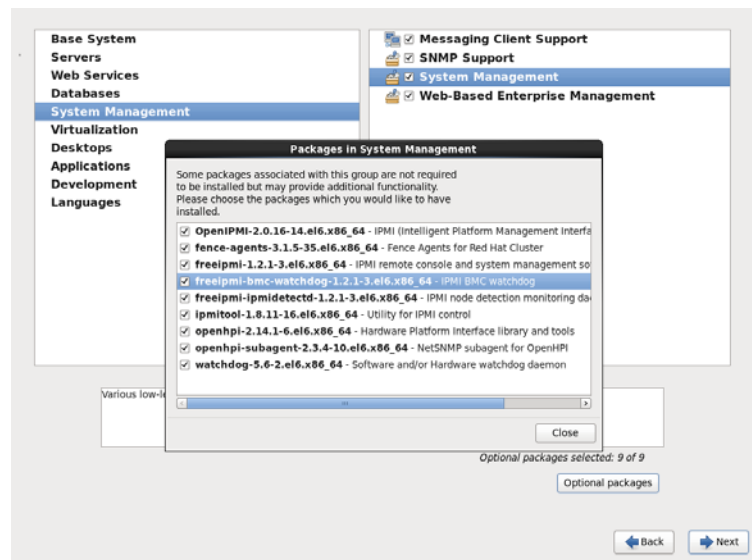 Base System
Servers
Web Services
Databases
System Management
Virtualization
Desktops
Applications
Development
Languages
Messaging Client Support
SNMP Support
System Management
Web-Based Enterprise Management
Packages in System Management
Some packages associated with this group are not required
to be installed but may provide additional functionality.
Please choose the packages which you would like to have
installed.
OpenIPMI-2.0.16-14.el6.x86_64 - IPMI (Intelligent Platform Management Interfa
fence-agents-3.1.5-35.el6.x86_64 - Fence Agents for Red Hat Cluster
freeipmi-1.2.1-3.el6.x86_64 - IPMI remote console and system management so
freeipmi-bmc-watchdog-1.2.1-3.el6.x86_64 - IPMI BMC watchdog
freeipmi-ipmidetectd-1.2.1-3.el6.x86_64 - IPMI node detection monitoring da
ipmitool-1.8.11-16.el6.x86_64 - Utility for IPMI control
openhpi-2.14.1-6.el6.x86_64 - Hardware Platform Interface library and tools
openhpi-subagent-2.3.4-10.el6.x86_64 - NetSNMP subagent for OpenHPI
watchdog-5.6-2.el6.x86_64 - Software and/or Hardware watchdog daemon
Various low-le
Close
Optional packages selected: 9 of 9
Optional packages
Back
Next